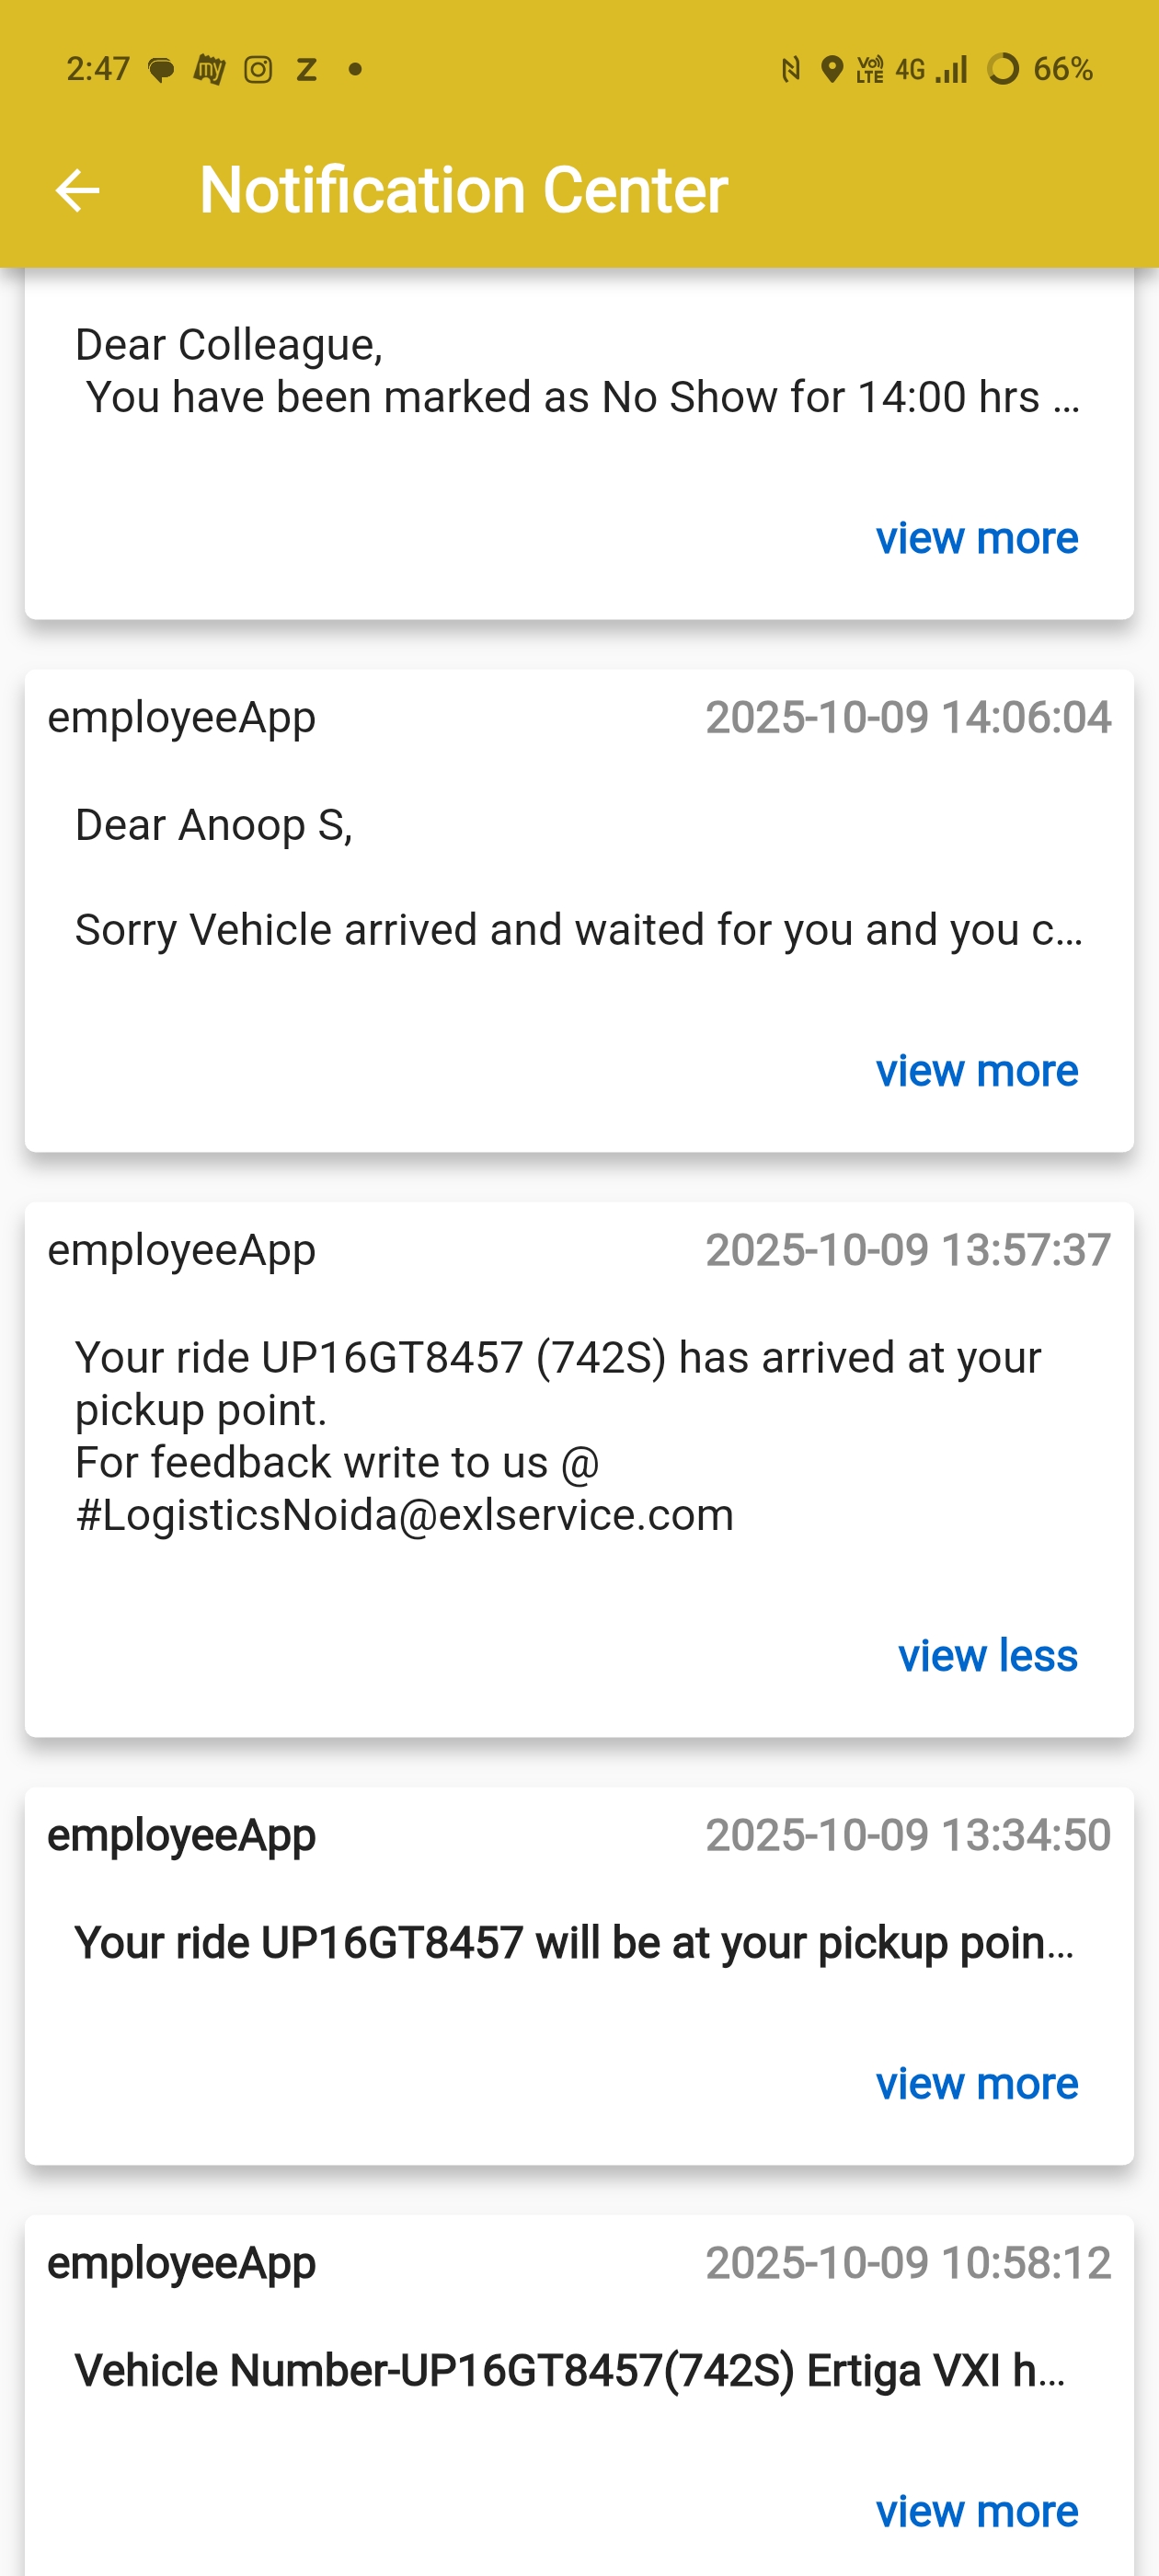 2:47 my Z 4G 66%
Notification Center
Dear Colleague,
You have been marked as No Show for 14:00 hrs ...
view more
employeeApp 2025-10-09 14:06:04
Dear Anoop S,
Sorry Vehicle arrived and waited for you and you c...
view more
employeeApp 2025-10-09 13:57:37
Your ride UP16GT8457 (742S) has arrived at your
pickup point.
For feedback write to us @
#LogisticsNoida@exlservice.com
view less
employeeApp 2025-10-09 13:34:50
Your ride UP16GT8457 will be at your pickup poin...
view more
employeeApp 2025-10-09 10:58:12
Vehicle Number-UP16GT8457(742S) Ertiga VXI h...
view more